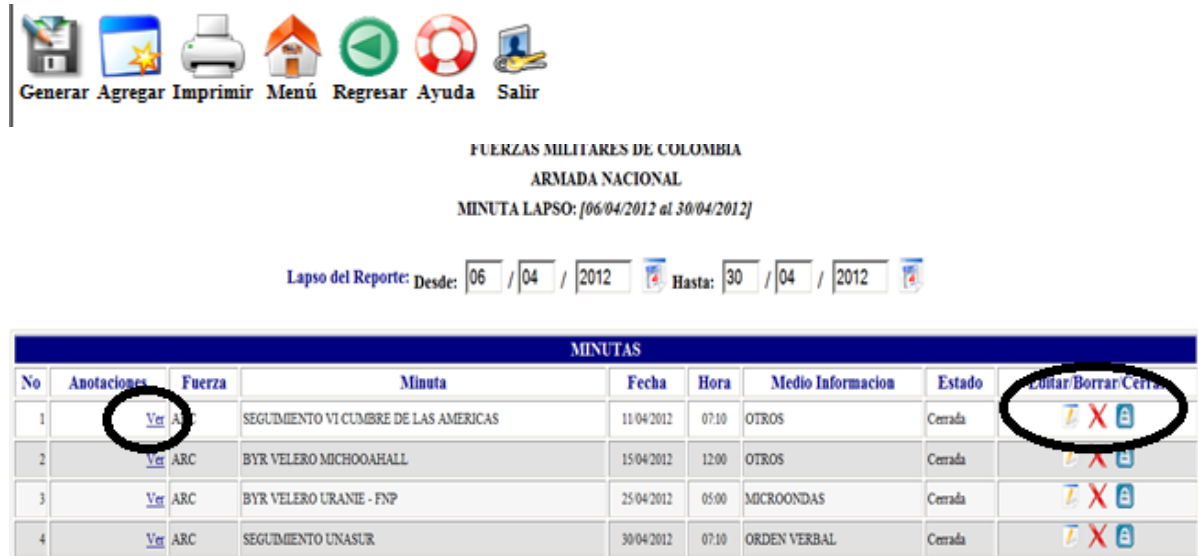 Generar Agregar Imprimir Menú Regresar Ayuda Salir
FUERZAS MILITARES DE COLOMBIA
ARMADA NACIONAL
MINUTA LAPSO: [06/04/2012 al 30/04/2012]
Lapso del Reporte: Desde: 06 / 04 / 2012 Hasta: 30 / 04 / 2012
MINUTAS
No Anotaciones Fuerza Minuta Fecha Hora Medio Informacion Estado Editar/Borrar/Cerrar
1 Ver ARC SEGUIMIENTO VI CUMBRE DE LAS AMERICAS 11/04/2012 07:10 OTROS Cerrada
2 Ver ARC BYR VELERO MICHOOAHALL 15/04/2012 12:00 OTROS Cerrada
3 Ver ARC BYR VELERO URANIE - FNP 25/04/2012 05:00 MICROONDAS Cerrada
4 Ver ARC SEGUIMIENTO UNASUR 30/04/2012 07:10 ORDEN VERBAL Cerrada